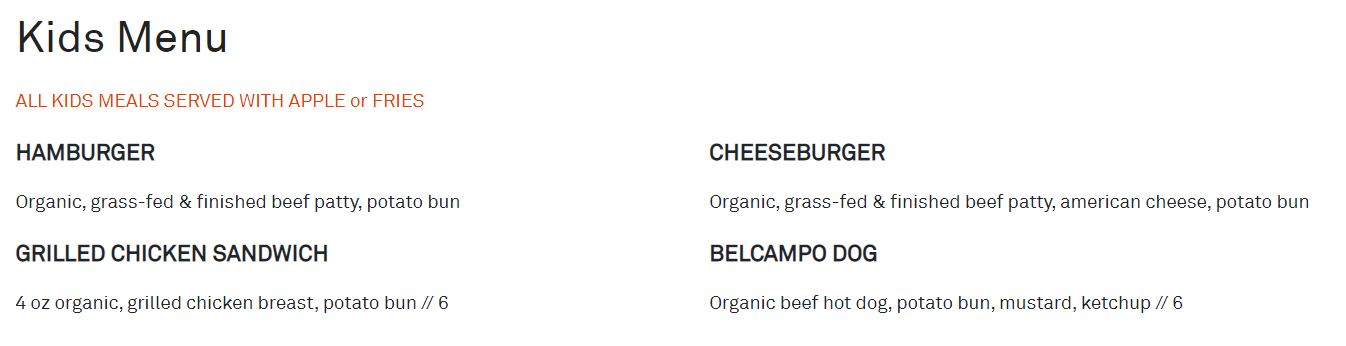 Kids Menu
ALL KIDS MEALS SERVED WITH APPLE or FRIES
HAMBURGER
Organic, grass-fed & finished beef patty, potato bun
CHEESEBURGER
Organic, grass-fed & finished beef patty, american cheese, potato bun
GRILLED CHICKEN SANDWICH
4 oz organic, grilled chicken breast, potato bun // 6
BELCAMPO DOG
Organic beef hot dog, potato bun, mustard, ketchup // 6